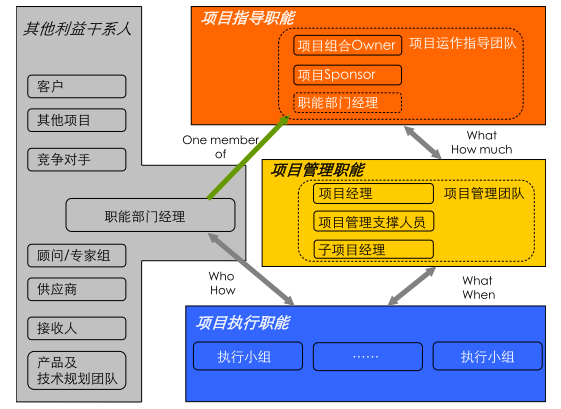 其他利益干系人
客户
其他项目
竞争对手
职能部门经理
顾问/专家组
供应商
接收人
产品及
技术规划团队
项目指导职能
项目组合Owner
项目运作指导团队
项目Sponsor
职能部门经理
One member
of
What
How much
项目管理职能
项目经理
项目管理团队
项目管理支撑人员
子项目经理
Who
How
What
When
项目执行职能
执行小组
……
执行小组